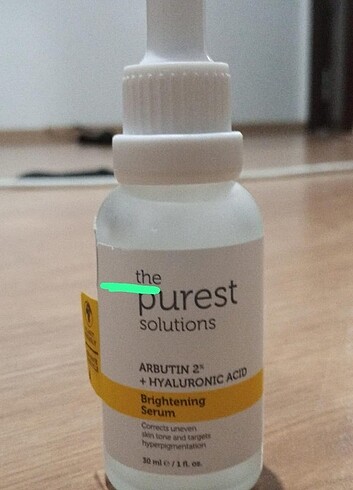 the
purest
solutions
ARBUTIN 2%
+ HYALURONIC ACID
Brightening
Serum
Corrects uneven
skin tone and targets
hyperpigmentation
30 ml ℮ / 1 fl. oz.